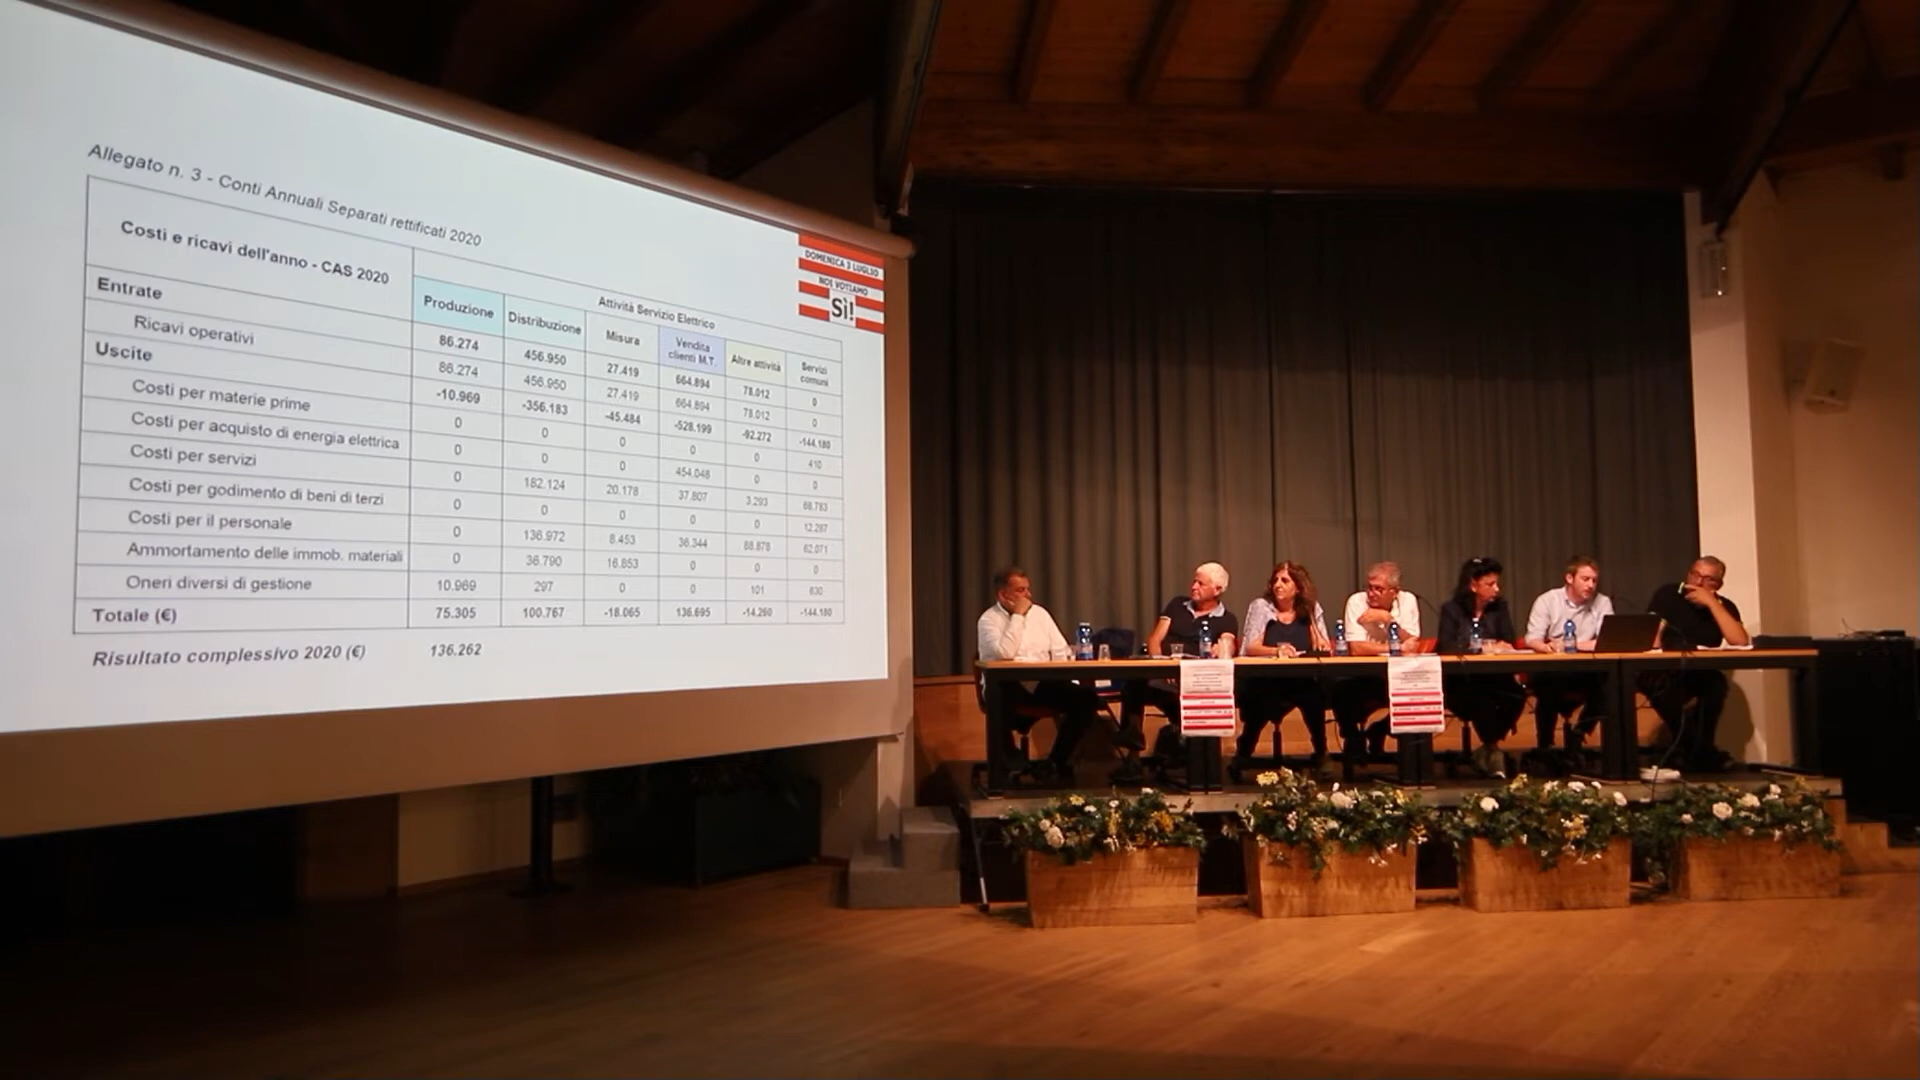 Allegato n. 3 - Conti Annuali Separati rettificati 2020
Costi e ricavi dell'anno - CAS 2020
Attività Servizio Elettrico
Produzione Distribuzione Misura Vendita clienti M.T. Altre attività Servizi comuni
Entrate 86.274 456.950 27.419 664.894 78.012 0
Ricavi operativi 86.274 456.950 27.419 664.894 78.012 0
Uscite -10.969 -356.183 -45.484 -528.199 -92.272 -144.180
Costi per materie prime 0 0 0 0 0 410
Costi per acquisto di energia elettrica 0 0 0 454.048 0 0
Costi per servizi 0 182.124 20.178 37.807 3.293 68.783
Costi per godimento di beni di terzi 0 0 0 0 0 12.287
Costi per il personale 0 136.972 8.453 36.344 88.878 62.071
Ammortamento delle immob. materiali 0 36.790 16.853 0 0 0
Oneri diversi di gestione 10.969 297 0 0 101 630
Totale (€) 75.305 100.767 -18.065 136.695 -14.260 -144.180
Risultato complessivo 2020 (€) 136.262
DOMENICA 3 LUGLIO
NOI VOTIAMO
Sì!